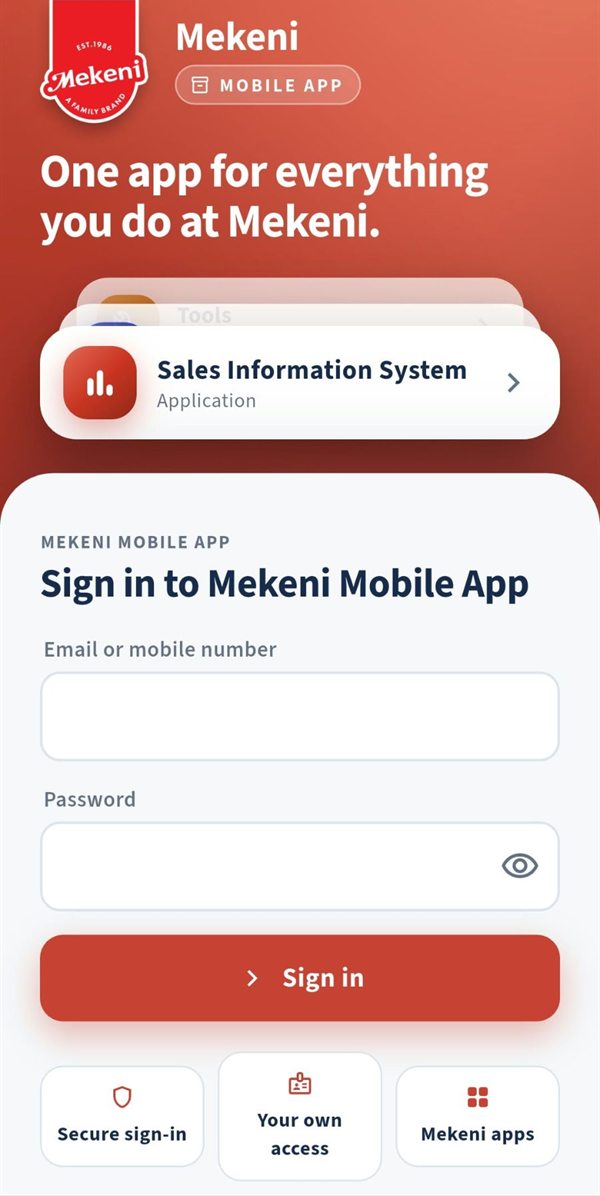 EST.1986
Mekeni
A FAMILY BRAND
Mekeni
MOBILE APP
One app for everything
you do at Mekeni.
Tools
Sales Information System
Application
MEKENI MOBILE APP
Sign in to Mekeni Mobile App
Email or mobile number
Password
Sign in
Secure sign-in
Your own
access
Mekeni apps